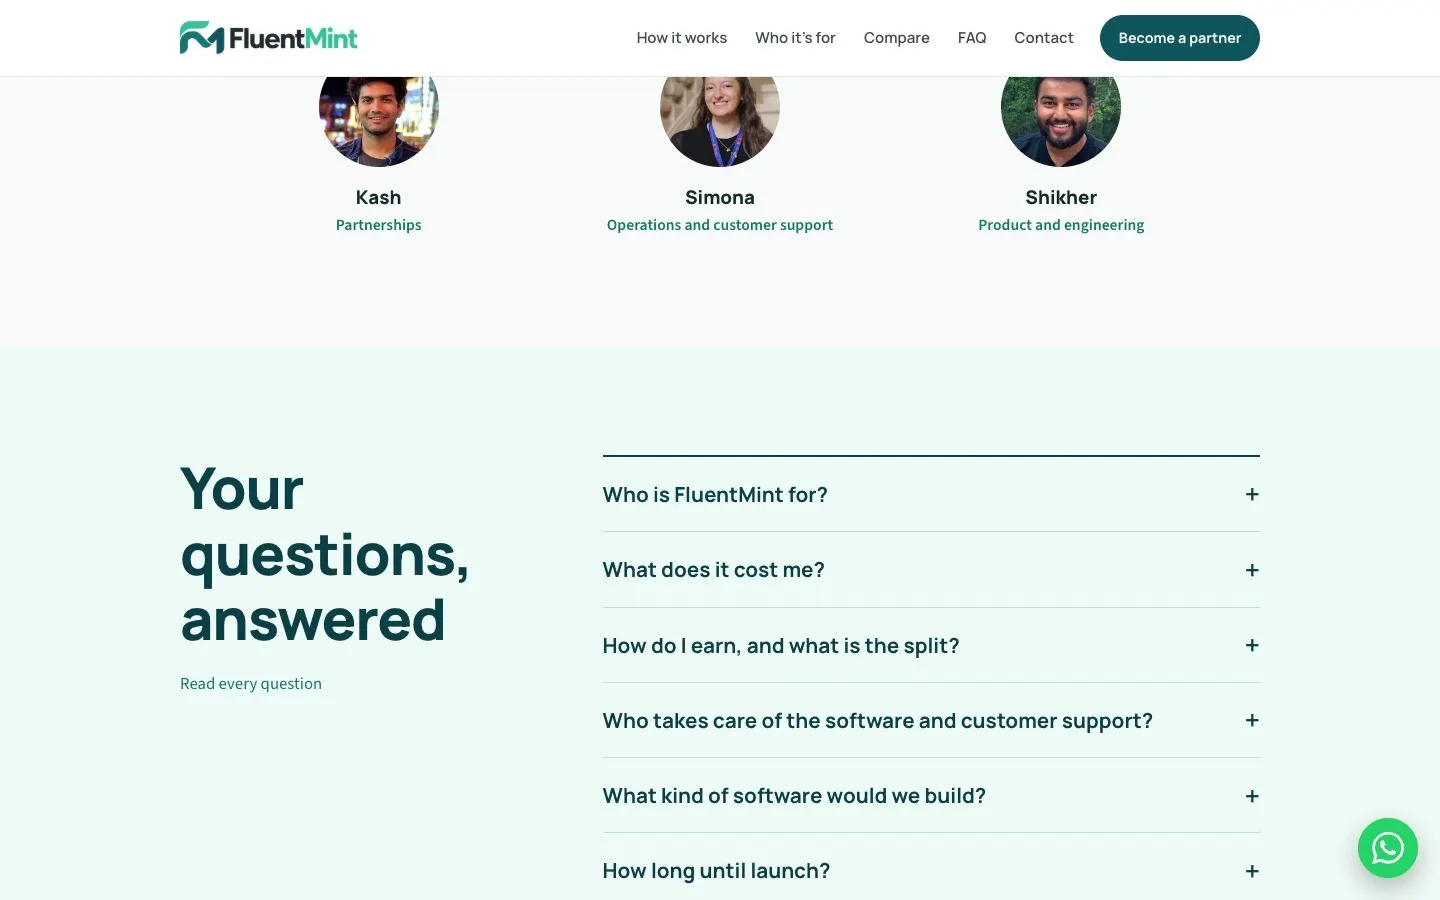 FluentMint
How it works
Who it's for
Compare
FAQ
Contact
Become a partner
Kash
Partnerships
Simona
Operations and customer support
Shikher
Product and engineering
Your
questions,
answered
Read every question
Who is FluentMint for?
+
What does it cost me?
+
How do I earn, and what is the split?
+
Who takes care of the software and customer support?
+
What kind of software would we build?
+
How long until launch?
+